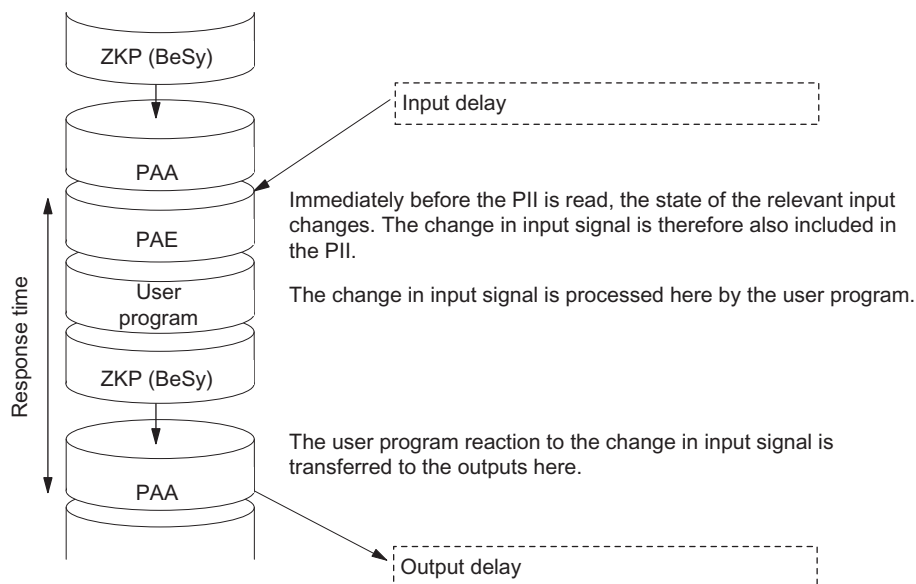 ZKP (BeSy)
Input delay
PAA
Immediately before the PII is read, the state of the relevant input
changes. The change in input signal is therefore also included in
the PII.
PAE
Response time
User
program
The change in input signal is processed here by the user program.
ZKP (BeSy)
The user program reaction to the change in input signal is
transferred to the outputs here.
PAA
Output delay